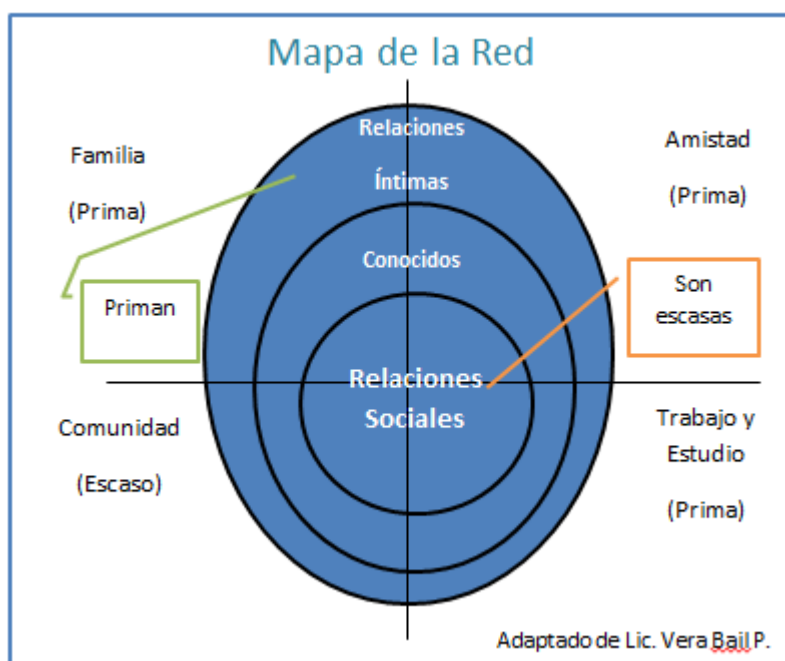 Mapa de la Red
Familia
(Prima)
Relaciones
Íntimas
Amistad
(Prima)
Conocidos
Priman
Son
escasas
Relaciones
Sociales
Comunidad
(Escaso)
Trabajo y
Estudio
(Prima)
Adaptado de Lic. Vera Bail P.